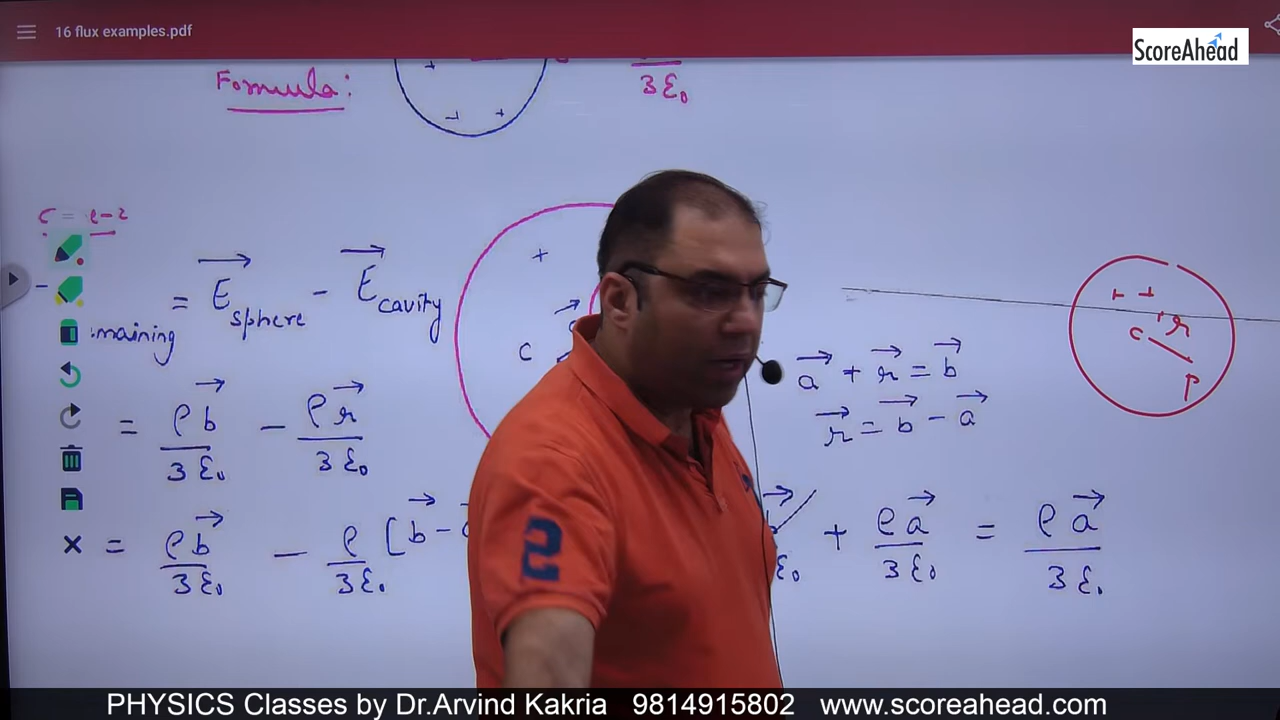 16 flux examples.pdf
ScoreAhead
Formula:
3ε₀
+
+
+
= E⃗sphere − E⃗cavity
maining
C
a⃗ + r⃗ = b⃗
r⃗ = b⃗ − a⃗
+ + +
C r
P
= ρb⃗/3ε₀ − ρr⃗/3ε₀
= ρb⃗/3ε₀ − ρ/3ε₀ [b⃗ −
ε₀ + ρa⃗/3ε₀ = ρa⃗/3ε₀
2
PHYSICS Classes by Dr.Arvind Kakria 9814915802 www.scoreahead.com